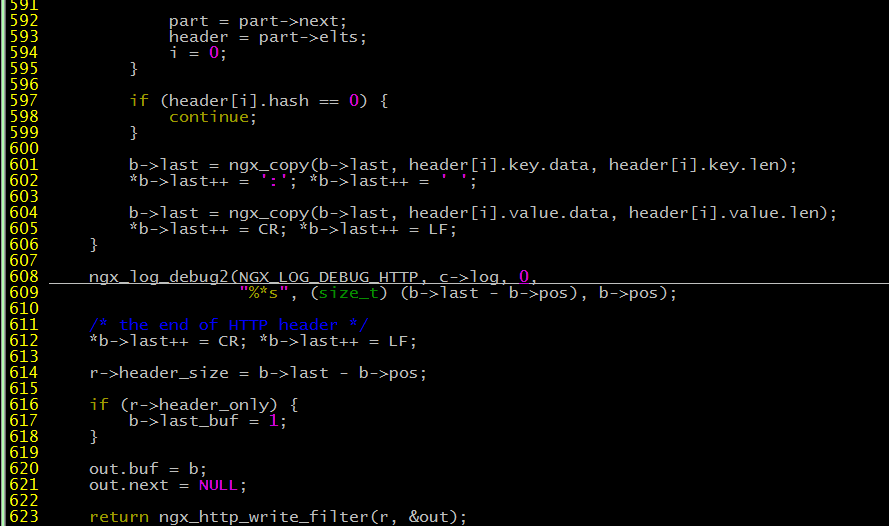 591
592             part = part->next;
593             header = part->elts;
594             i = 0;
595         }
596
597         if (header[i].hash == 0) {
598             continue;
599         }
600
601         b->last = ngx_copy(b->last, header[i].key.data, header[i].key.len);
602         *b->last++ = ':'; *b->last++ = ' ';
603
604         b->last = ngx_copy(b->last, header[i].value.data, header[i].value.len);
605         *b->last++ = CR; *b->last++ = LF;
606     }
607
608     ngx_log_debug2(NGX_LOG_DEBUG_HTTP, c->log, 0,
609                    "%*s", (size_t) (b->last - b->pos), b->pos);
610
611     /* the end of HTTP header */
612     *b->last++ = CR; *b->last++ = LF;
613
614     r->header_size = b->last - b->pos;
615
616     if (r->header_only) {
617         b->last_buf = 1;
618     }
619
620     out.buf = b;
621     out.next = NULL;
622
623     return ngx_http_write_filter(r, &out);